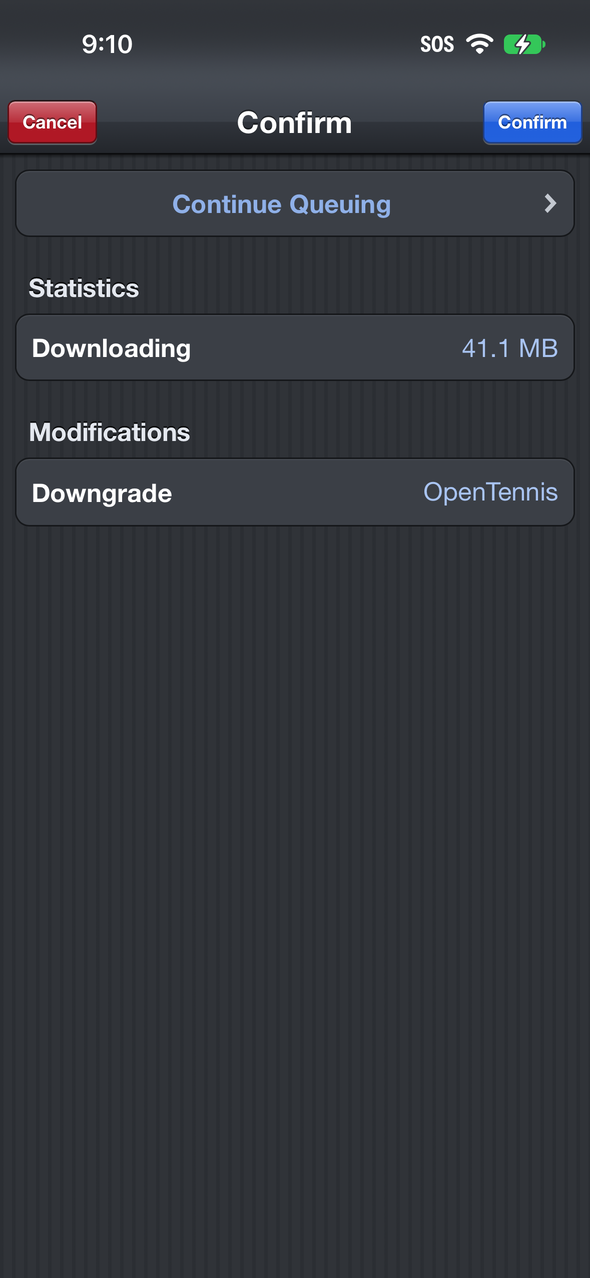 9:10 SOS
Cancel Confirm Confirm
Continue Queuing
Statistics
Downloading 41.1 MB
Modifications
Downgrade OpenTennis